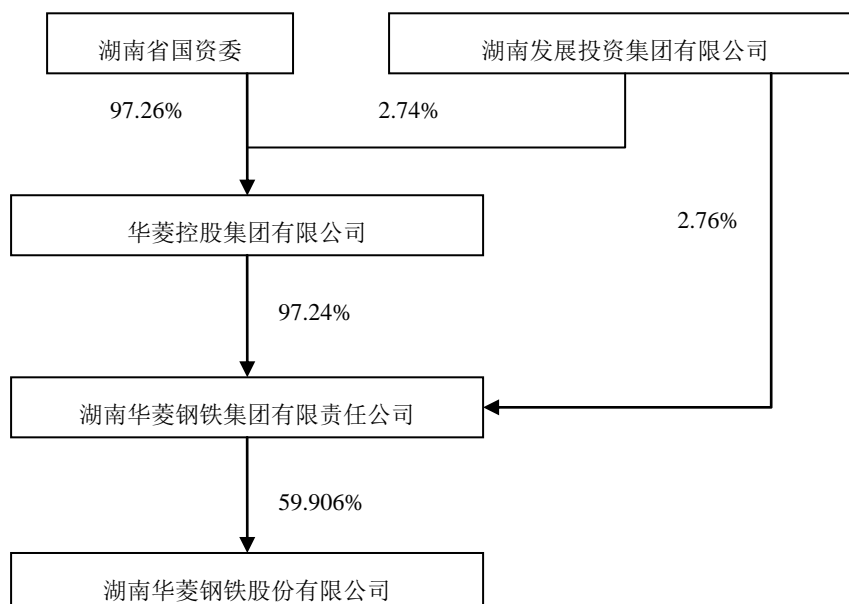 湖南省国资委
湖南发展投资集团有限公司
97.26%
2.74%
华菱控股集团有限公司
2.76%
97.24%
湖南华菱钢铁集团有限责任公司
59.906%
湖南华菱钢铁股份有限公司